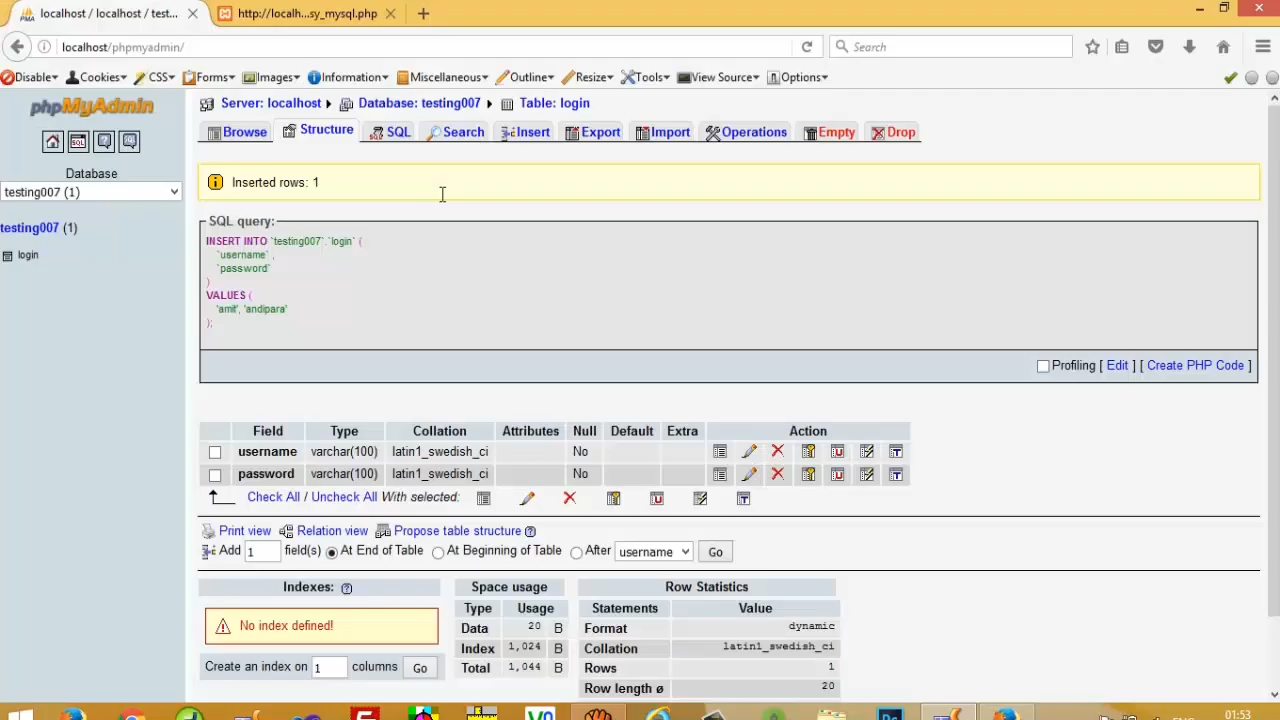 localhost / localhost / test...
http://localh...sy_mysql.php
localhost/phpmyadmin/
Search
Disable
Cookies
CSS
Forms
Images
Information
Miscellaneous
Outline
Resize
Tools
View Source
Options
phpMyAdmin
Server: localhost
Database: testing007
Table: login
Browse
Structure
SQL
Search
Insert
Export
Import
Operations
Empty
Drop
Database
testing007 (1)
testing007 (1)
login
Inserted rows: 1
SQL query:
INSERT INTO `testing007`.`login` (
`username` ,
`password`
)
VALUES (
'amit', 'andipara'
);
Profiling [ Edit ] [ Create PHP Code ]
Field Type Collation Attributes Null Default Extra Action
username varchar(100) latin1_swedish_ci No
password varchar(100) latin1_swedish_ci No
Check All / Uncheck All With selected:
Print view Relation view Propose table structure
Add 1 field(s) At End of Table At Beginning of Table After username Go
Indexes:
No index defined!
Create an index on 1 columns Go
Space usage
Type Usage
Data 20 B
Index 1,024 B
Total 1,044 B
Row Statistics
Statements Value
Format dynamic
Collation latin1_swedish_ci
Rows 1
Row length ø 20
01:53